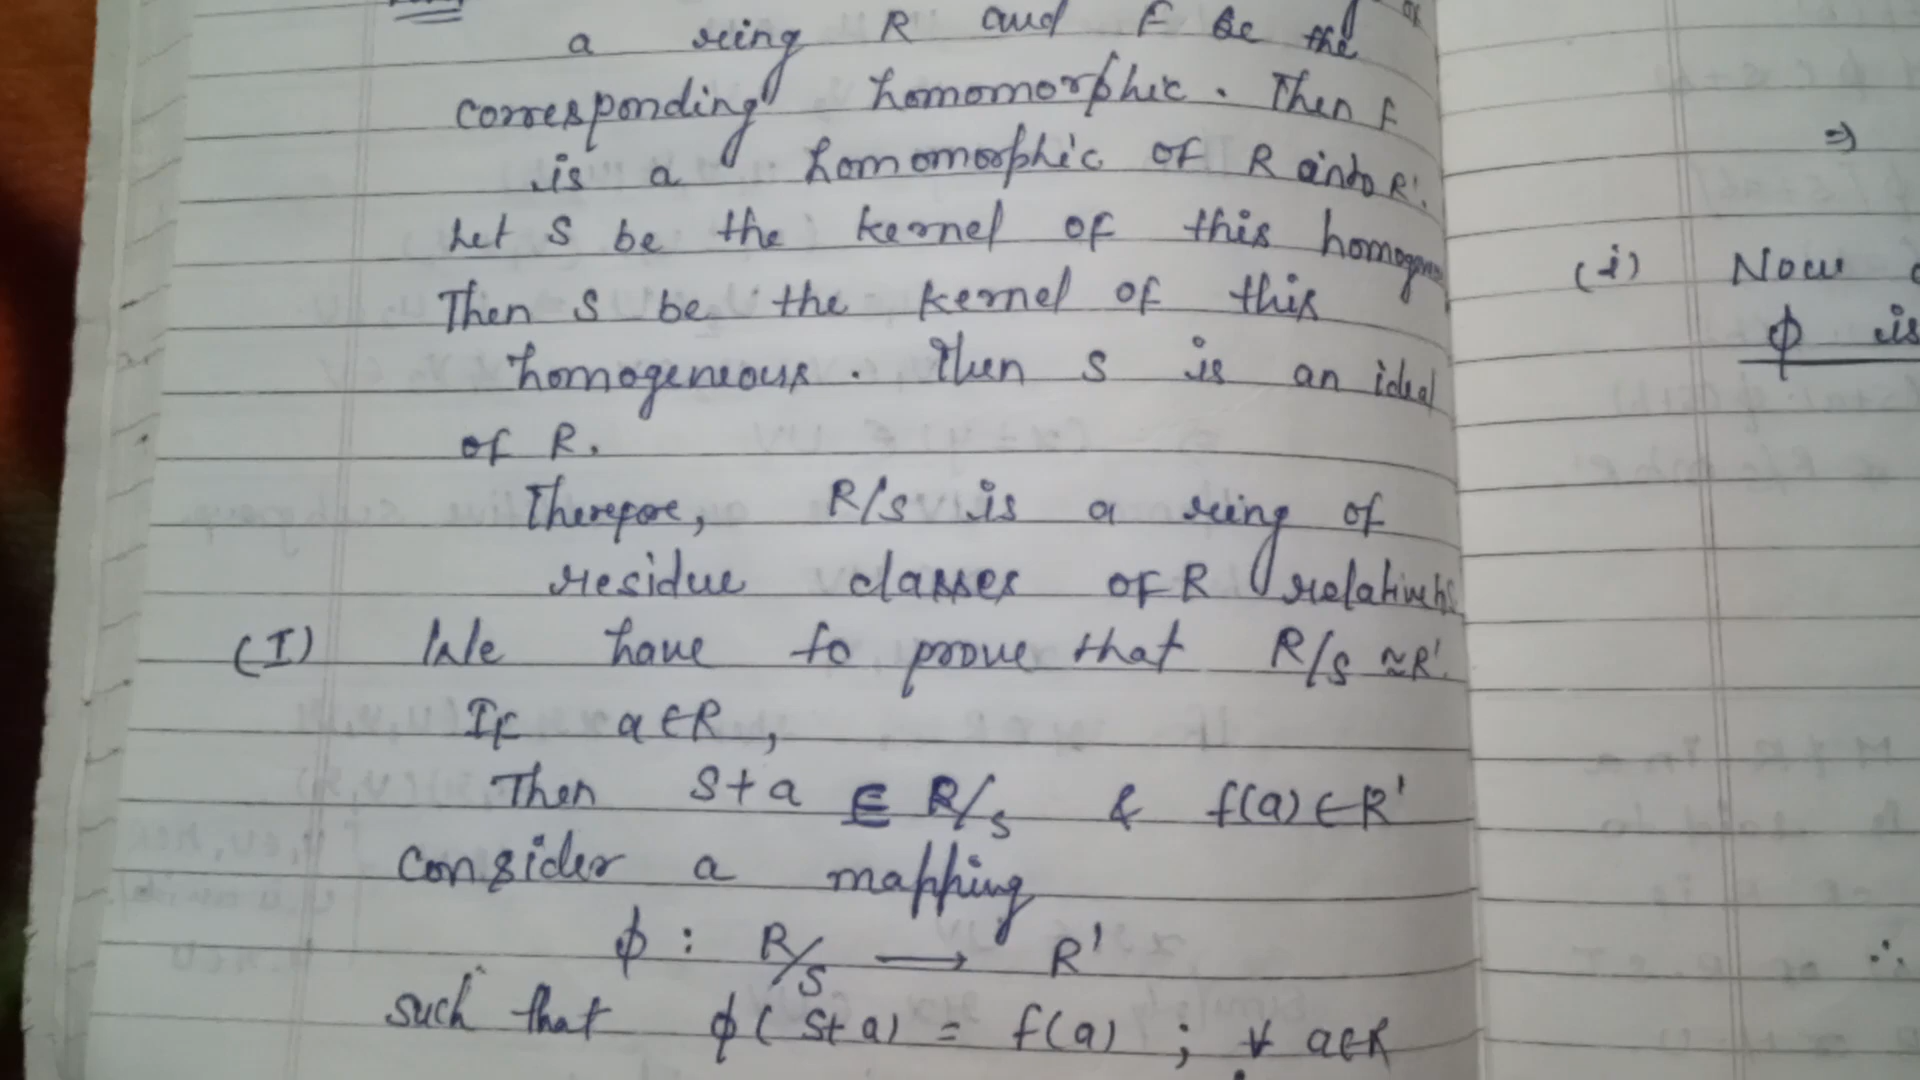 a ring R and F be the
corresponding homomorphic. Then F
is a homomorphic of R onto R'.
Let S be the kernel of this
Then S be the kernel of this
homogeneous. Then S is an ideal
of R.
Therefore, R/S is a ring of
residue classes of R
(I) We have to prove that R/S ≈ R'.
If a ∈ R,
Then S+a ∈ R/S & f(a) ∈ R'
consider a mapping
ϕ : R/S ⟶ R'
such that ϕ(S+a) = f(a) ; ∀ a∈R
⇒
(i) Now
ϕ is
∴